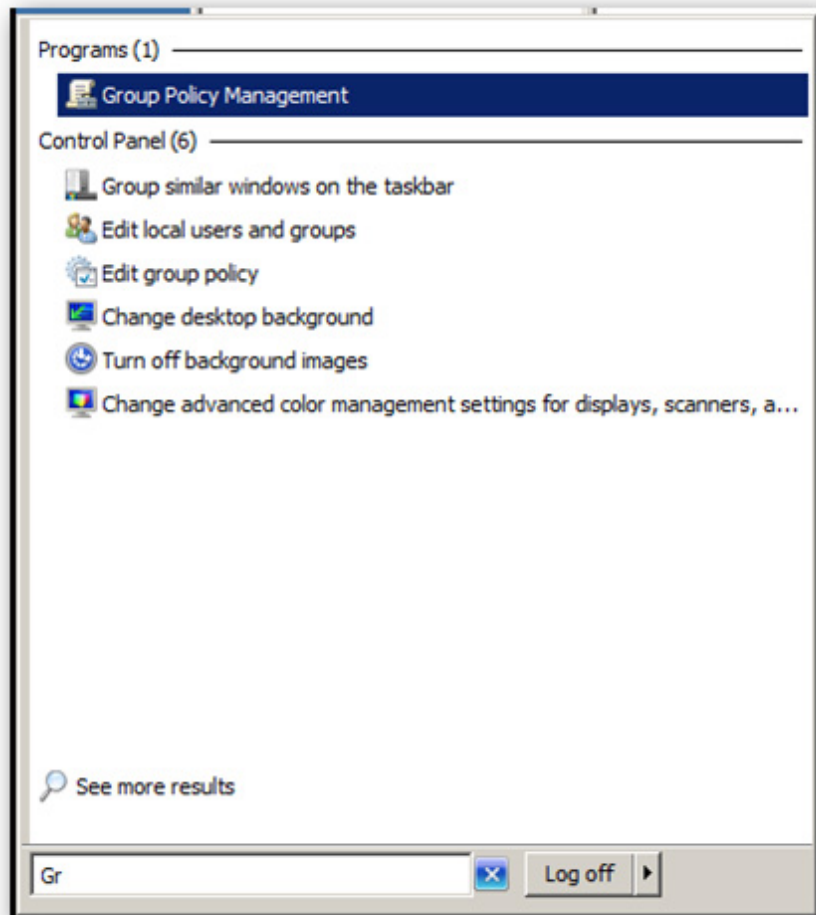 Programs (1)
Group Policy Management
Control Panel (6)
Group similar windows on the taskbar
Edit local users and groups
Edit group policy
Change desktop background
Turn off background images
Change advanced color management settings for displays, scanners, a...
See more results
Gr
Log off